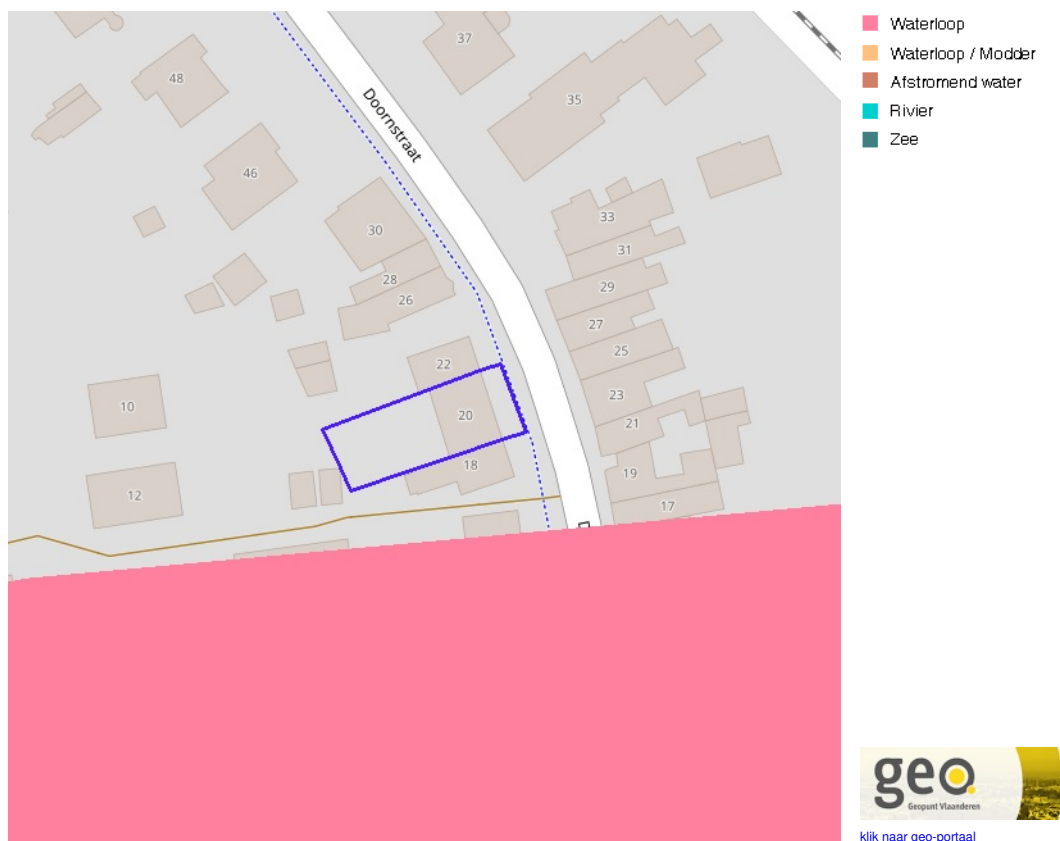 37
48
35
Doornstraat
46
33
30
31
28
29
26
27
25
22
23
10
20
21
18
19
12
17
Waterloop
Waterloop / Modder
Afstromend water
Rivier
Zee
geo
Geopunt Vlaanderen
klik naar geo-portaal